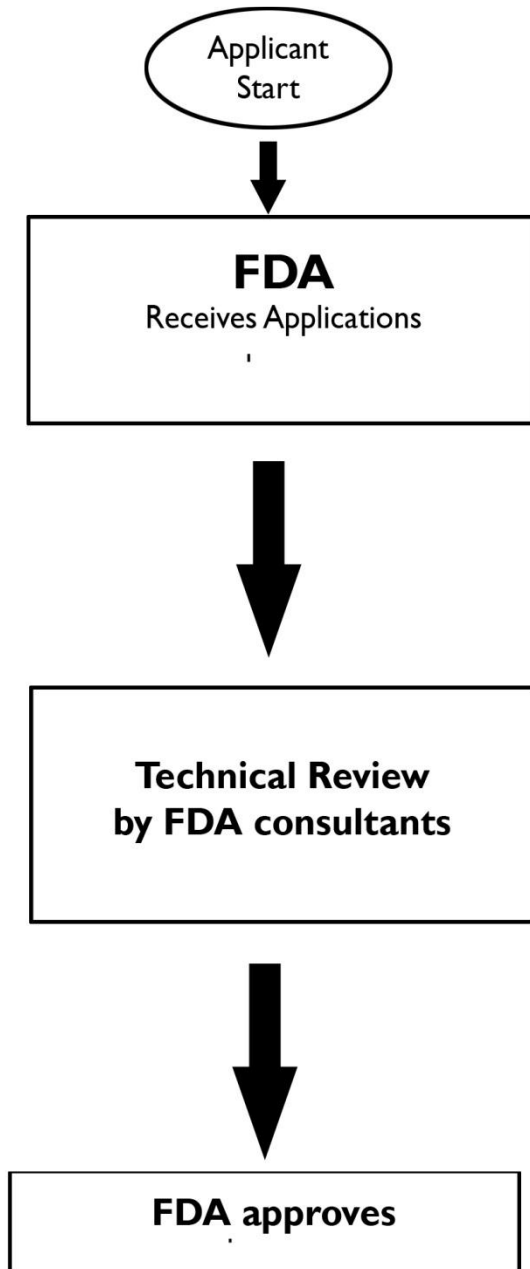 Applicant
Start
FDA
Receives Applications
Technical Review
by FDA consultants
FDA approves